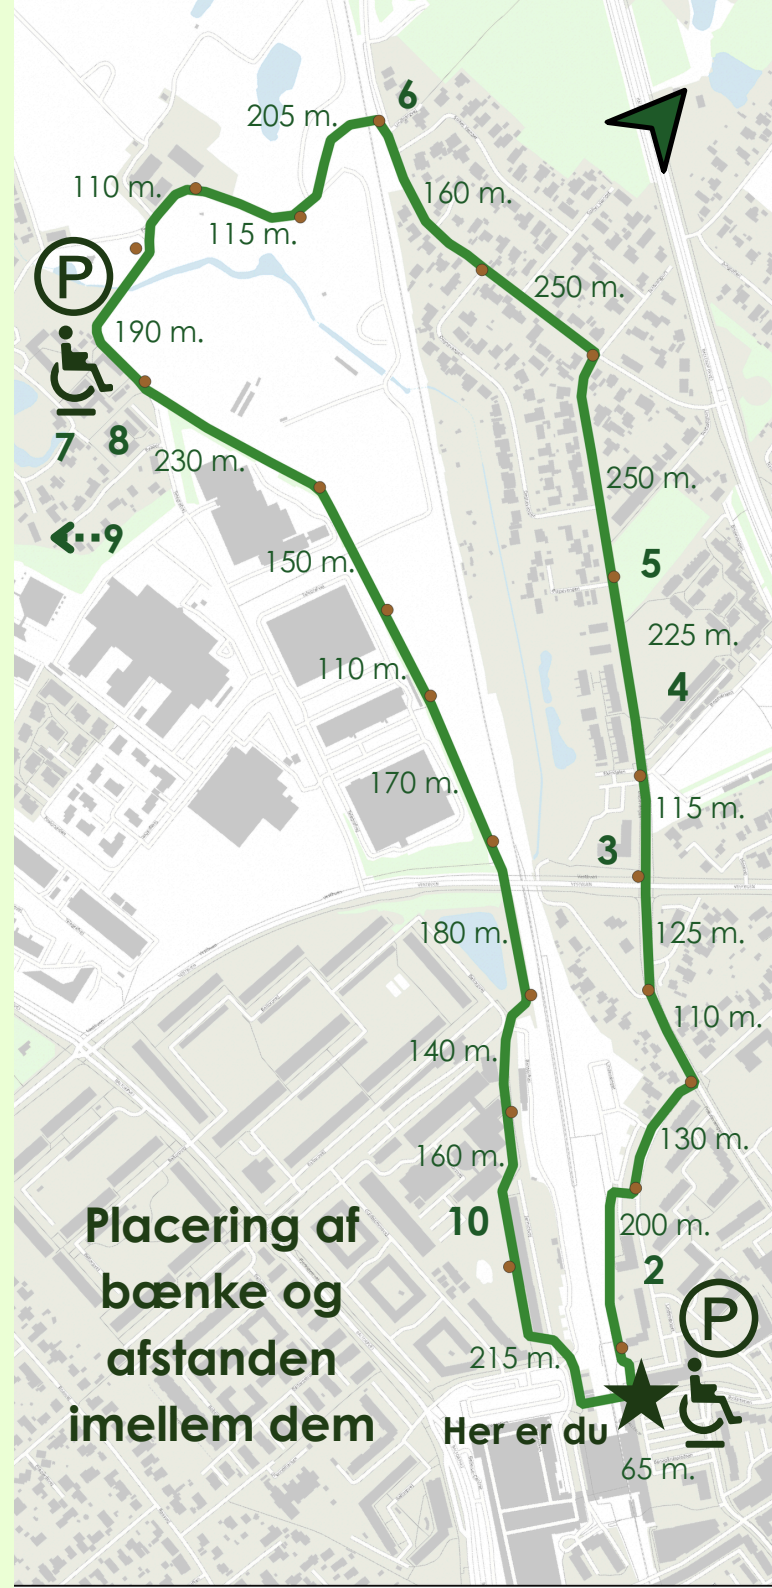 6
205 m.
110 m.
160 m.
115 m.
P
250 m.
190 m.
7
8
230 m.
250 m.
9
150 m.
5
225 m.
110 m.
4
170 m.
115 m.
3
180 m.
125 m.
110 m.
140 m.
130 m.
160 m.
10
200 m.
2
Placering af
bænke og
afstanden
imellem dem
P
215 m.
Her er du
65 m.